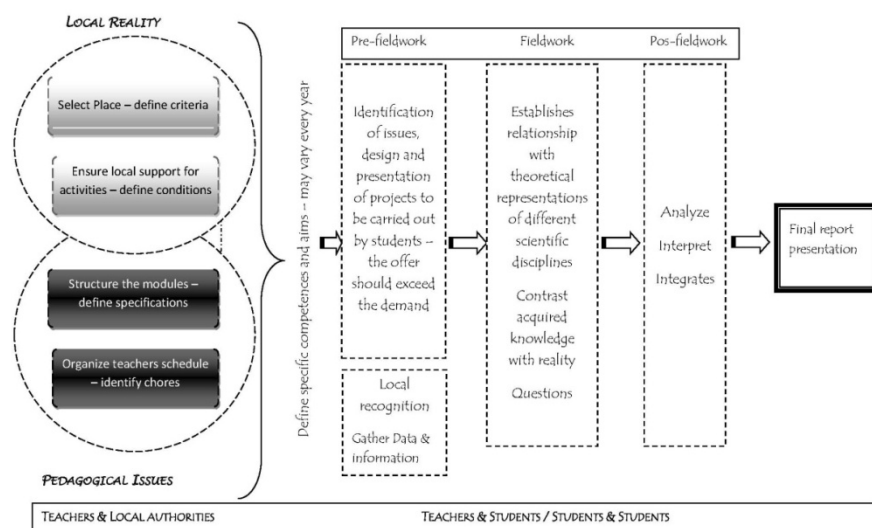 LOCAL REALITY
Select Place – define criteria
Ensure local support for
activities – define conditions
Structure the modules –
define specifications
Organize teachers schedule
– identify chores
PEDAGOGICAL ISSUES
Define specific competences and aims – may vary every year
Pre-fieldwork
Fieldwork
Pos-fieldwork
Identification
of issues,
design and
presentation
of projects to
be carried out
by students –
the offer
should exceed
the demand
Local
recognition
Gather Data &
information
Establishes
relationship
with
theoretical
representations
of different
scientific
disciplines
Contrast
acquired
knowledge
with reality
Questions
Analyze
Interpret
Integrates
Final report
presentation
TEACHERS & LOCAL AUTHORITIES
TEACHERS & STUDENTS / STUDENTS & STUDENTS